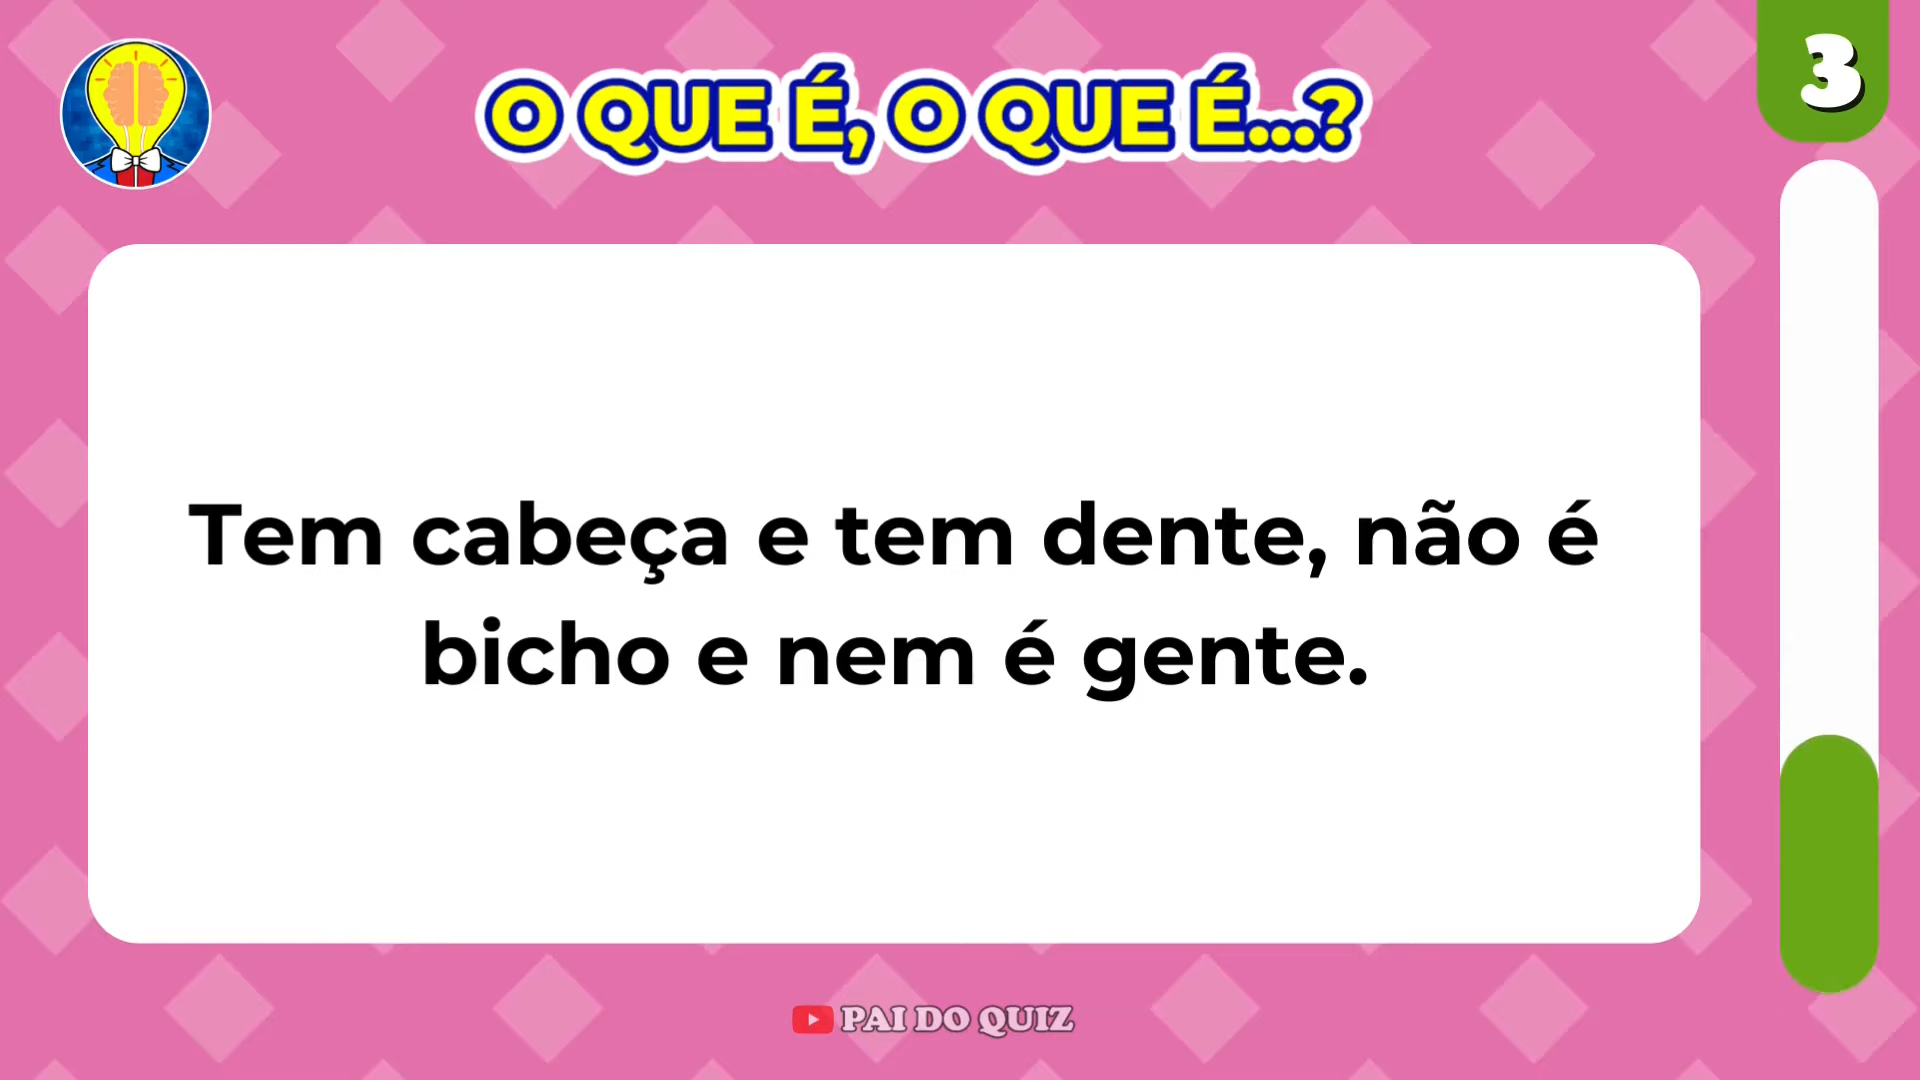 O QUE É, O QUE É...?
3
Tem cabeça e tem dente, não é
bicho e nem é gente.
PAI DO QUIZ